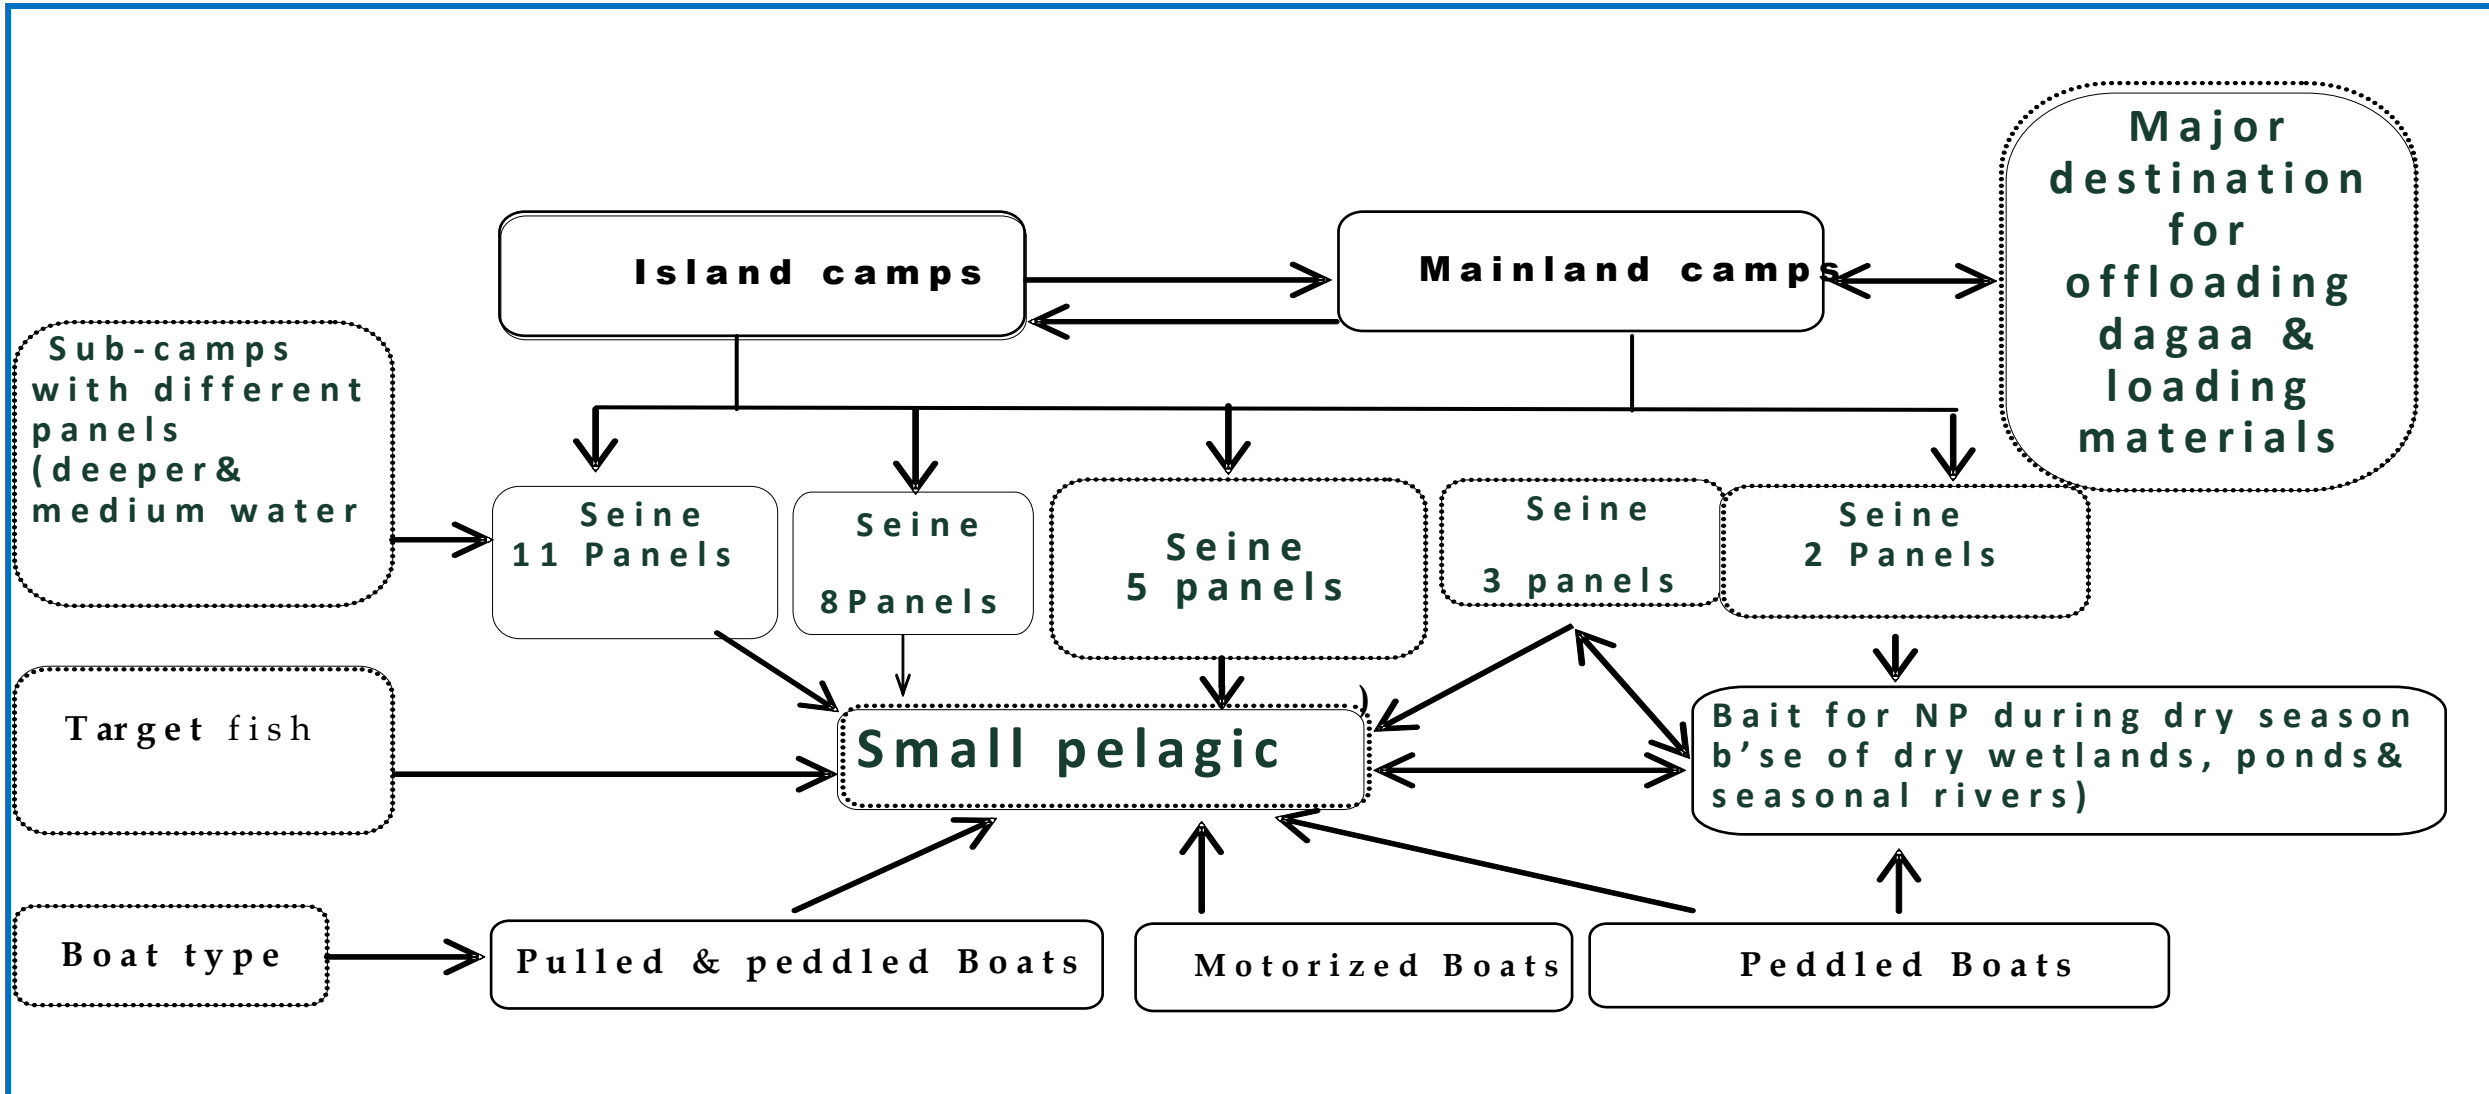 Major
destination
for
offloading
dagaa &
loading
materials
Island camps
Mainland camps
Sub-camps
with different
panels
(deeper&
medium water
Seine
11 Panels
Seine
8Panels
Seine
5 panels
Seine
3 panels
Seine
2 Panels
)
Target fish
Small pelagic
Bait for NP during dry season
b’se of dry wetlands, ponds&
seasonal rivers)
Boat type
Pulled & peddled Boats
Motorized Boats
Peddled Boats